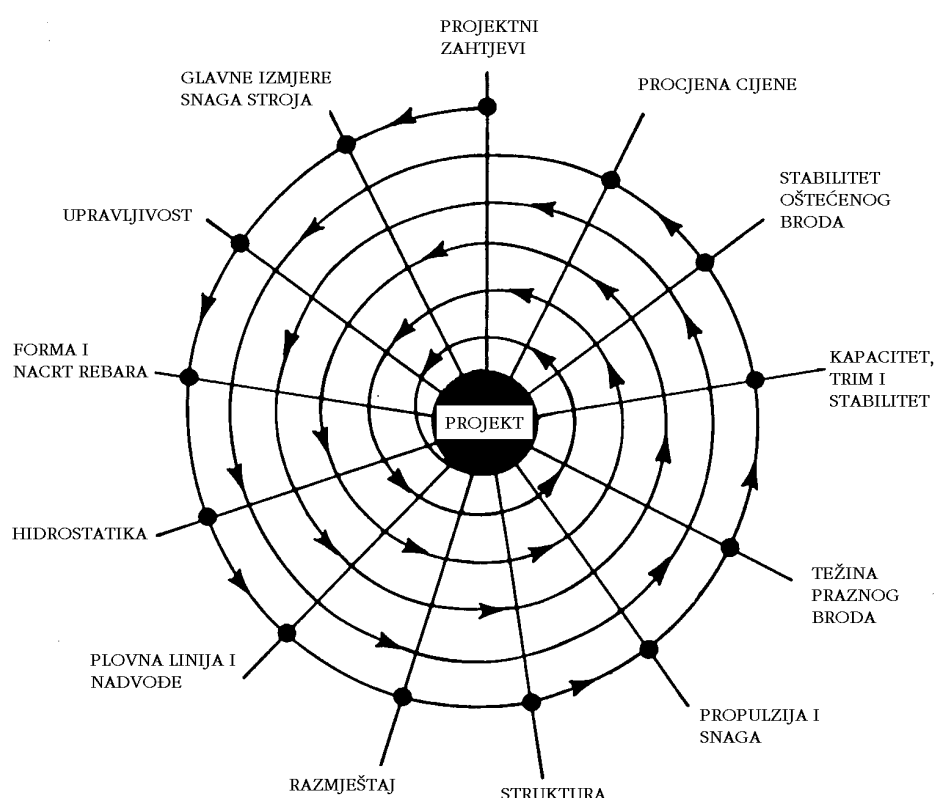 PROJEKTNI
ZAHTJEVI
GLAVNE IZMJERE
SNAGA STROJA
PROCJENA CIJENE
STABILITET
OŠTEĆENOG
BRODA
UPRAVLJIVOST
FORMA I
NACRT REBARA
KAPACITET,
TRIM I
STABILITET
PROJEKT
HIDROSTATIKA
TEŽINA
PRAZNOG
BRODA
PLOVNA LINIJA I
NADVOĐE
PROPULZIJA I
SNAGA
RAZMJEŠTAJ
STRUKTURA